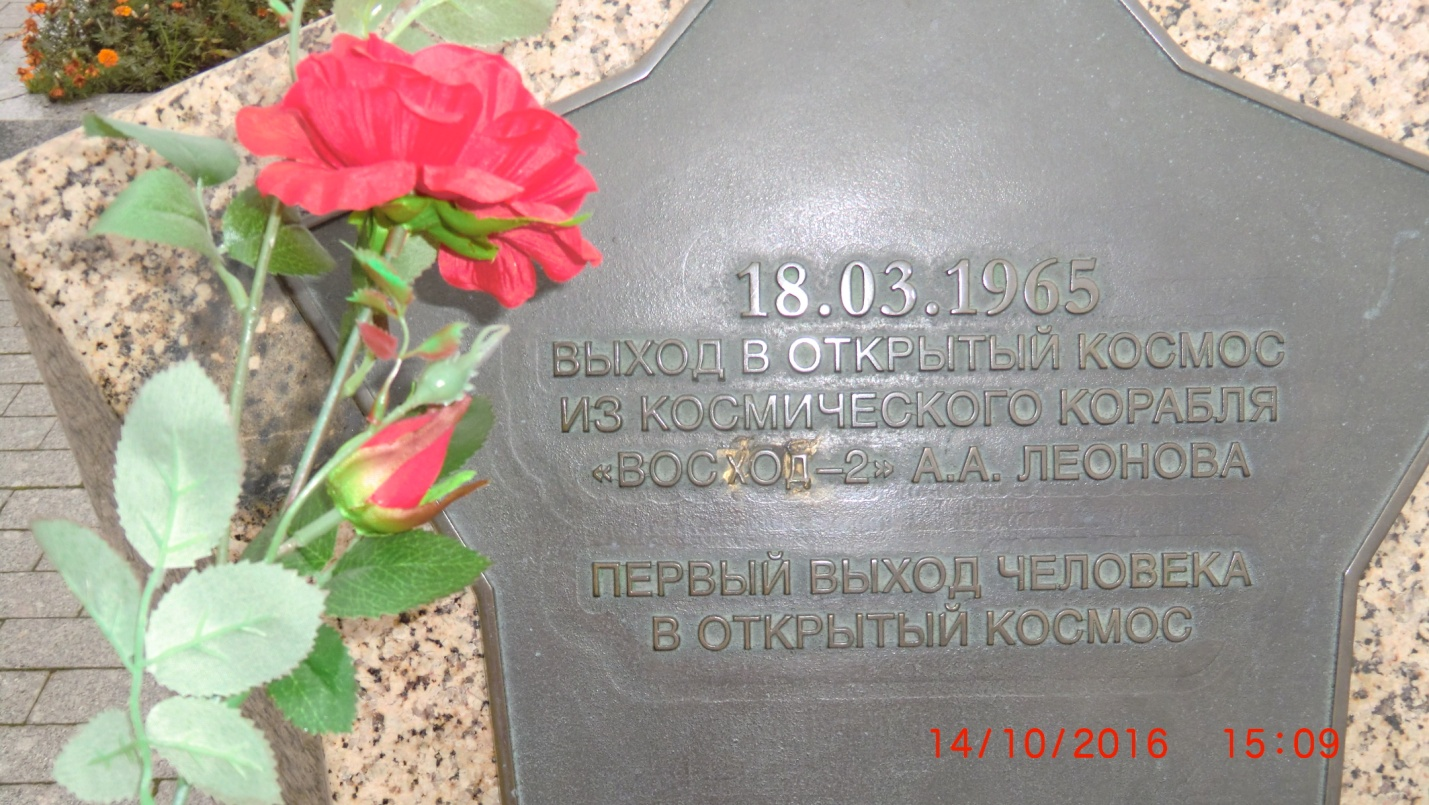 18.03.1965
ВЫХОД В ОТКРЫТЫЙ КОСМОС
ИЗ КОСМИЧЕСКОГО КОРАБЛЯ
«ВОСХОД–2» А.А. ЛЕОНОВА
ПЕРВЫЙ ВЫХОД ЧЕЛОВЕКА
В ОТКРЫТЫЙ КОСМОС
14/10/2016 15:09